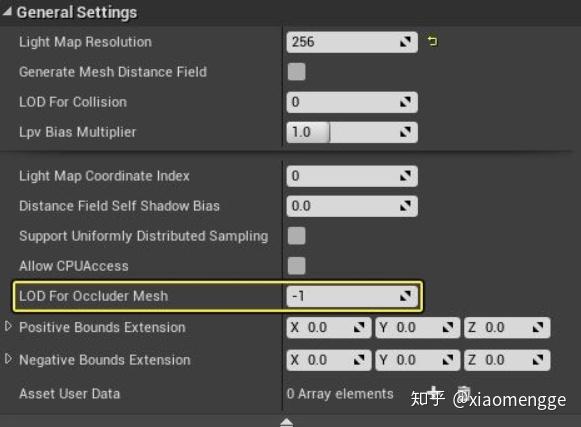 General Settings
Light Map Resolution 256
Generate Mesh Distance Field
LOD For Collision 0
Lpv Bias Multiplier 1.0
Light Map Coordinate Index 0
Distance Field Self Shadow Bias 0.0
Support Uniformly Distributed Sampling
Allow CPUAccess
LOD For Occluder Mesh -1
Positive Bounds Extension X 0.0 Y 0.0 Z 0.0
Negative Bounds Extension X 0.0 Y 0.0 Z 0.0
Asset User Data 0 Array elements
知乎 @xiaomengge